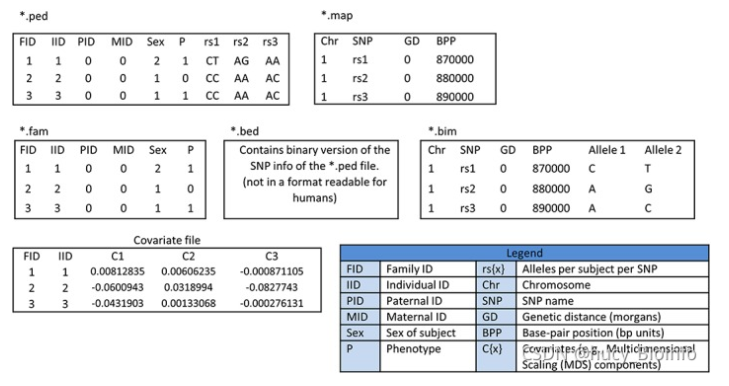 *.ped
FID IID PID MID Sex P rs1 rs2 rs3
1 1 0 0 2 1 CT AG AA
2 2 0 0 1 0 CC AA AC
3 3 0 0 1 1 CC AA AC
*.map
Chr SNP GD BPP
1 rs1 0 870000
1 rs2 0 880000
1 rs3 0 890000
*.fam
FID IID PID MID Sex P
1 1 0 0 2 1
2 2 0 0 1 0
3 3 0 0 1 1
*.bed
Contains binary version of the
SNP info of the *.ped file.
(not in a format readable for
humans)
*.bim
Chr SNP GD BPP Allele 1 Allele 2
1 rs1 0 870000 C T
1 rs2 0 880000 A G
1 rs3 0 890000 A C
Covariate file
FID IID C1 C2 C3
1 1 0.00812835 0.00606235 -0.000871105
2 2 -0.0600943 0.0318994 -0.0827743
3 3 -0.0431903 0.00133068 -0.000276131
Legend
FID Family ID rs(x) Alleles per subject per SNP
IID Individual ID Chr Chromosome
PID Paternal ID SNP SNP name
MID Maternal ID GD Genetic distance (morgans)
Sex Sex of subject BPP Base-pair position (bp units)
P Phenotype C(x) Covariates (e.g., Multidimensional
Scaling (MDS) components)
CSDN @nucy_Bioinfo